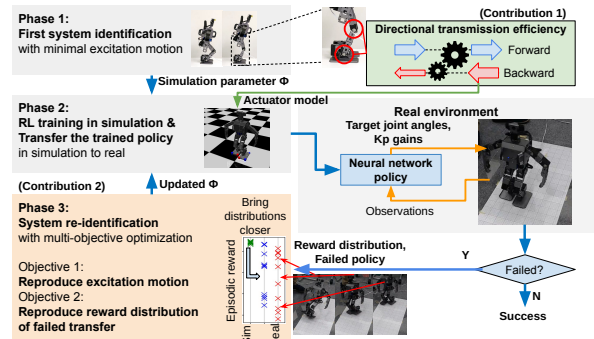 Phase 1:
First system identification
with minimal excitation motion
(Contribution 1)
Directional transmission efficiency
Forward
Backward
Simulation parameter Φ
Actuator model
Phase 2:
RL training in simulation &
Transfer the trained policy
in simulation to real
Real environment
Target joint angles,
Kp gains
Neural network
policy
Observations
(Contribution 2)
Updated Φ
Phase 3:
System re-identification
with multi-objective optimization
Objective 1:
Reproduce excitation motion
Objective 2:
Reproduce reward distribution
of failed transfer
Bring
distributions
closer
Episodic reward
Reward distribution,
Failed policy
Y
Failed?
N
Success